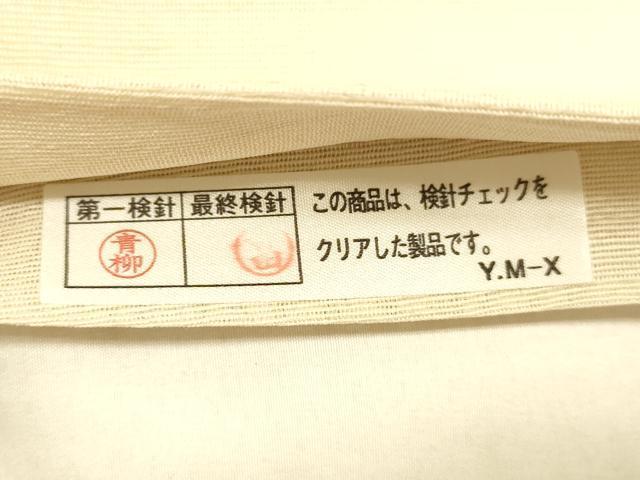 第一検針 最終検針
青柳
この商品は、検針チェックを
クリアした製品です。
Y.M-X